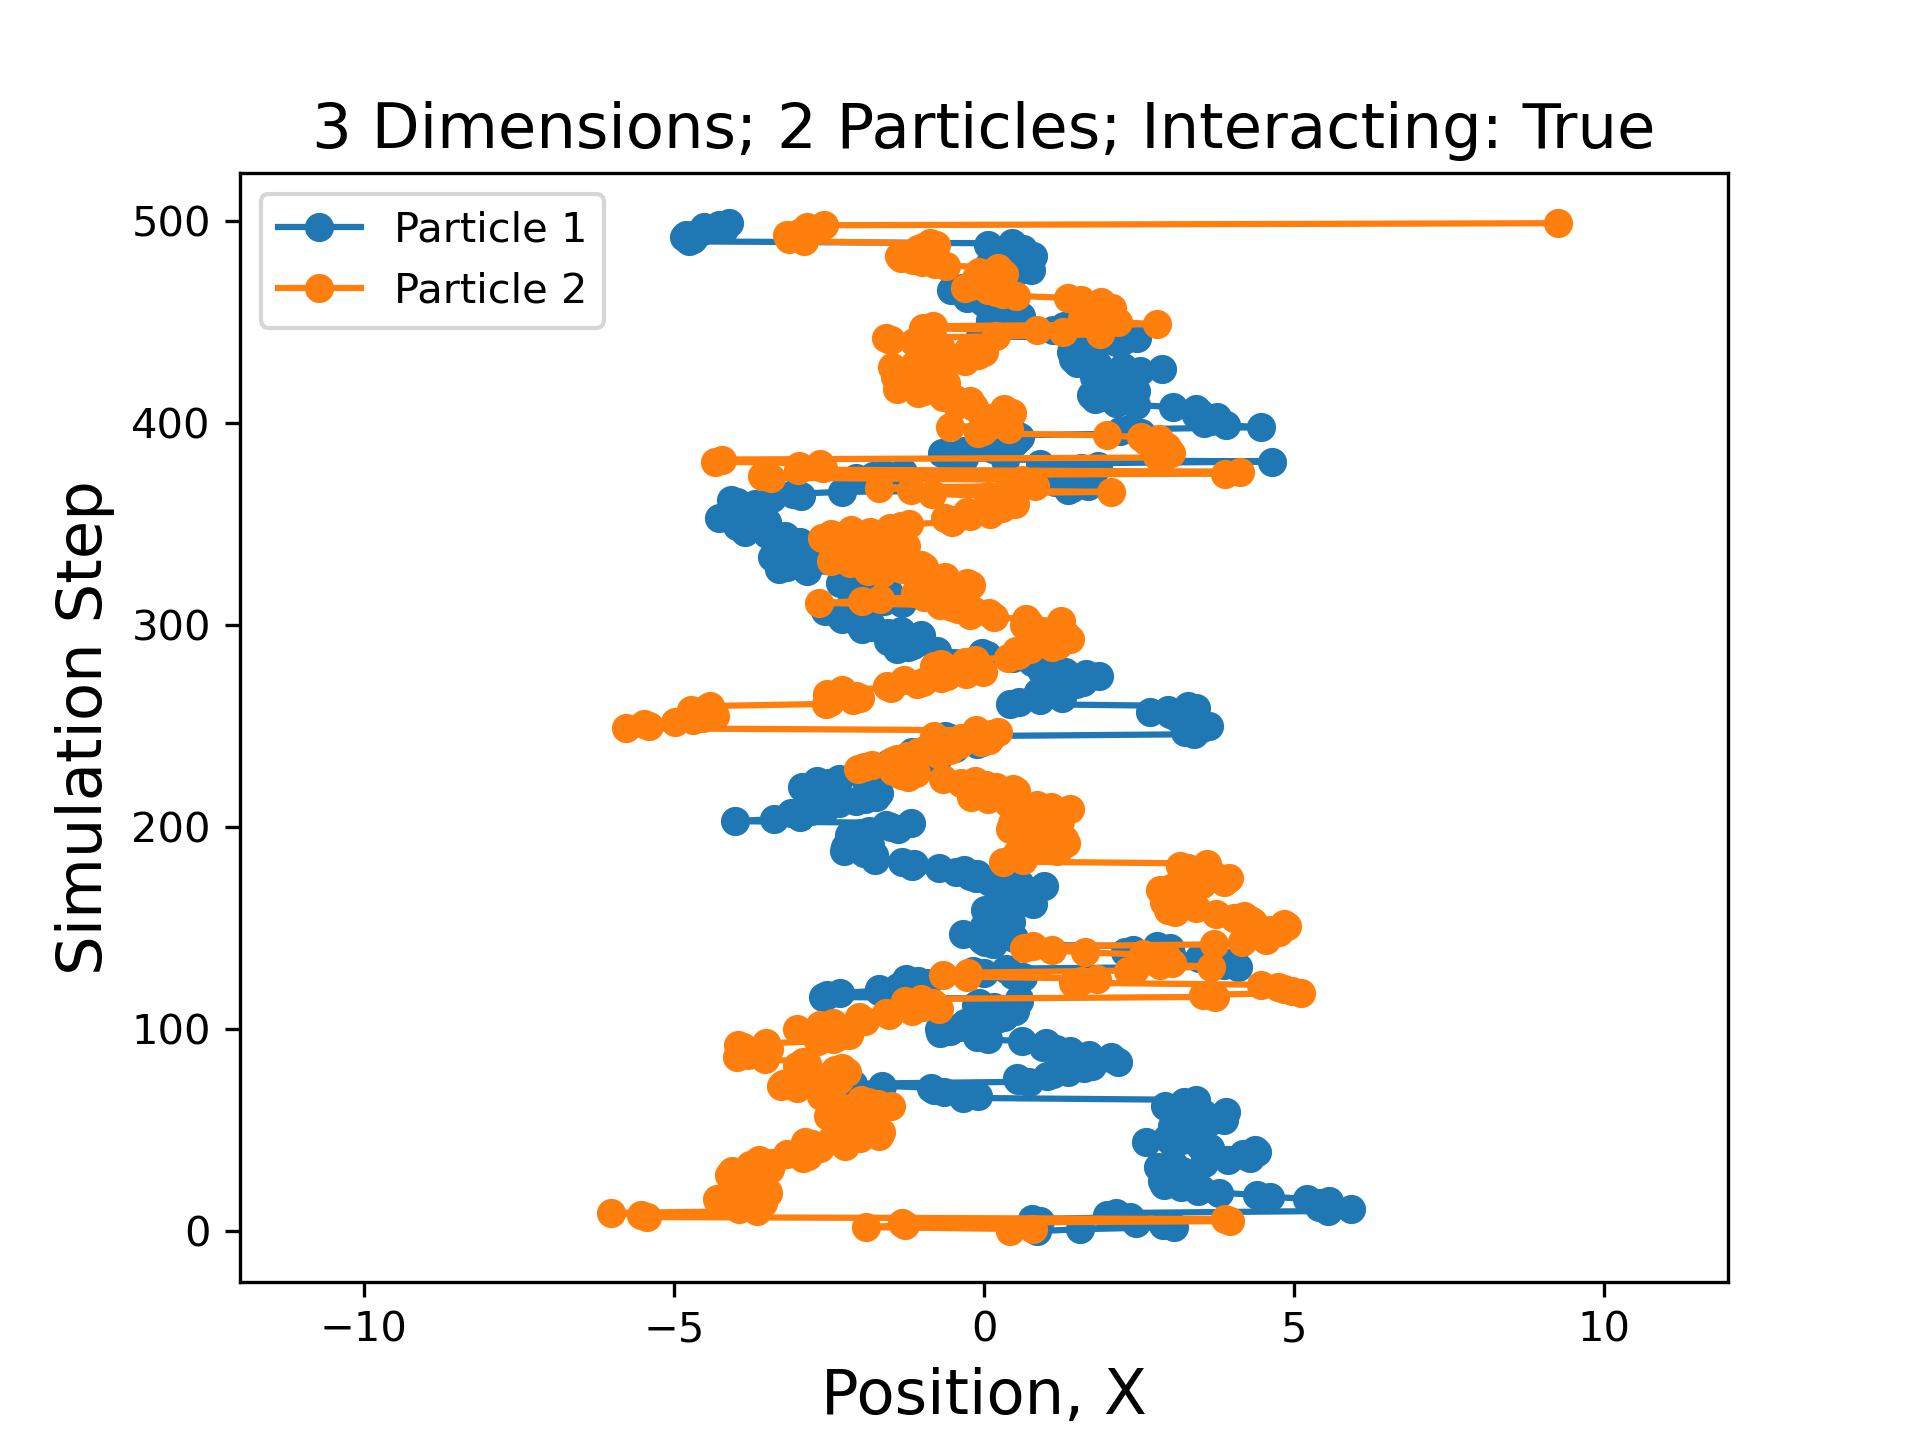 3 Dimensions; 2 Particles; Interacting: True
Particle 1
Particle 2
Simulation Step
500
400
300
200
100
0
−10
−5
0
5
10
Position, X